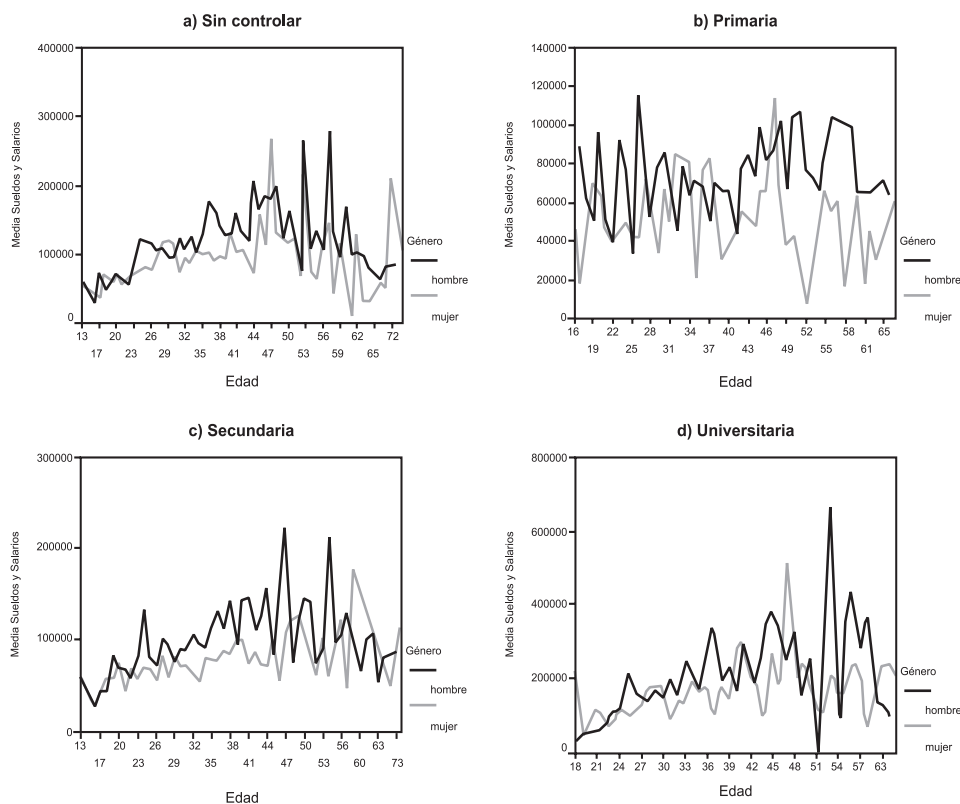 a) Sin controlar
400000
300000
200000
100000
0
Media Sueldos y Salarios
13 20 26 32 38 44 50 56 62 72
17 23 29 35 41 47 53 59 65
Edad
Género
hombre
mujer
b) Primaria
140000
120000
100000
80000
60000
40000
20000
0
Media Sueldos y Salarios
16 22 28 34 40 46 52 58 65
19 25 31 37 43 49 55 61
Edad
Género
hombre
mujer
c) Secundaria
300000
200000
100000
0
Media Sueldos y Salarios
13 20 26 32 38 44 50 56 63
17 23 29 35 41 47 53 59 73
Edad
Género
hombre
mujer
d) Universitaria
800000
600000
400000
200000
0
Media Sueldos y Salarios
18 21 24 27 30 33 36 39 42 45 48 51 54 57 63
Edad
Género
hombre
mujer